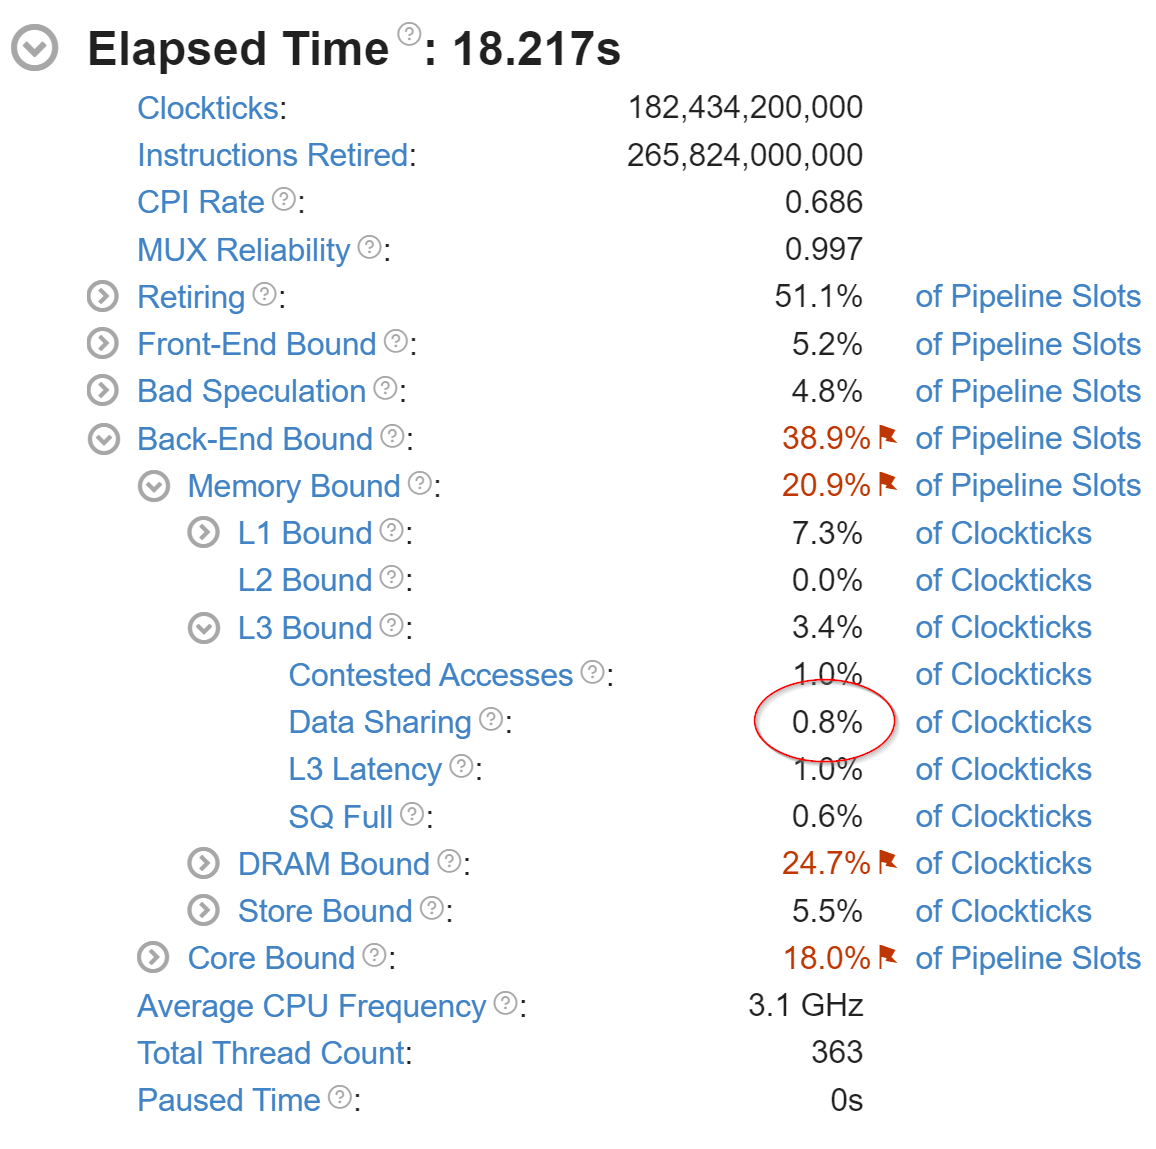 Elapsed Time ?: 18.217s
Clockticks: 182,434,200,000
Instructions Retired: 265,824,000,000
CPI Rate ?: 0.686
MUX Reliability ?: 0.997
Retiring ?: 51.1% of Pipeline Slots
Front-End Bound ?: 5.2% of Pipeline Slots
Bad Speculation ?: 4.8% of Pipeline Slots
Back-End Bound ?: 38.9% of Pipeline Slots
Memory Bound ?: 20.9% of Pipeline Slots
L1 Bound ?: 7.3% of Clockticks
L2 Bound ?: 0.0% of Clockticks
L3 Bound ?: 3.4% of Clockticks
Contested Accesses ?: 1.0% of Clockticks
Data Sharing ?: 0.8% of Clockticks
L3 Latency ?: 1.0% of Clockticks
SQ Full ?: 0.6% of Clockticks
DRAM Bound ?: 24.7% of Clockticks
Store Bound ?: 5.5% of Clockticks
Core Bound ?: 18.0% of Pipeline Slots
Average CPU Frequency ?: 3.1 GHz
Total Thread Count: 363
Paused Time ?: 0s